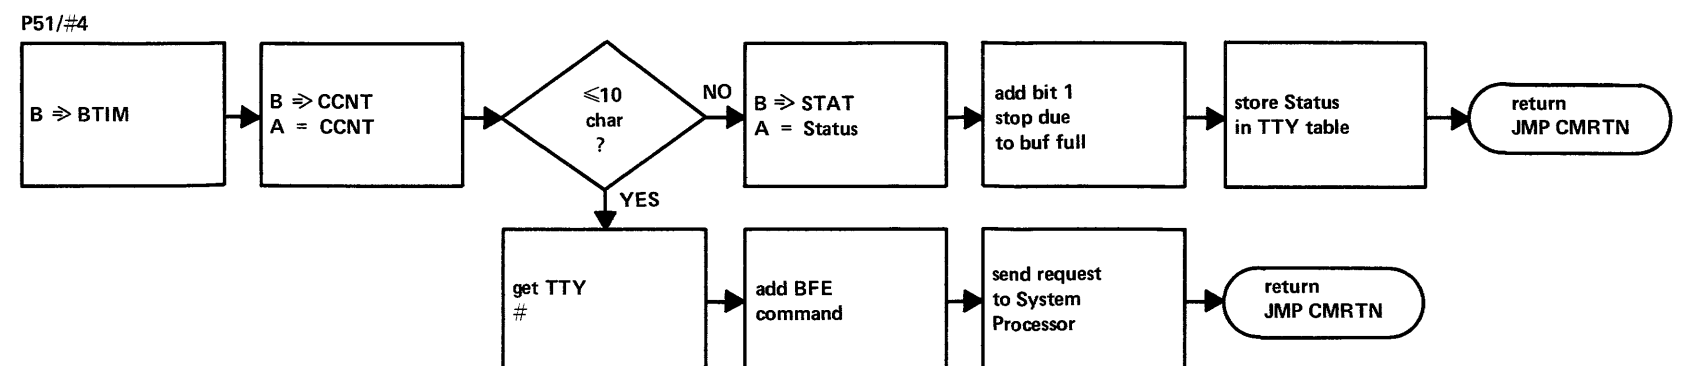 P51/#4
B => BTIM
B => CCNT
A = CCNT
≤10
char
?
NO
B => STAT
A = Status
add bit 1
stop due
to buf full
store Status
in TTY table
return
JMP CMRTN
YES
get TTY
#
add BFE
command
send request
to System
Processor
return
JMP CMRTN